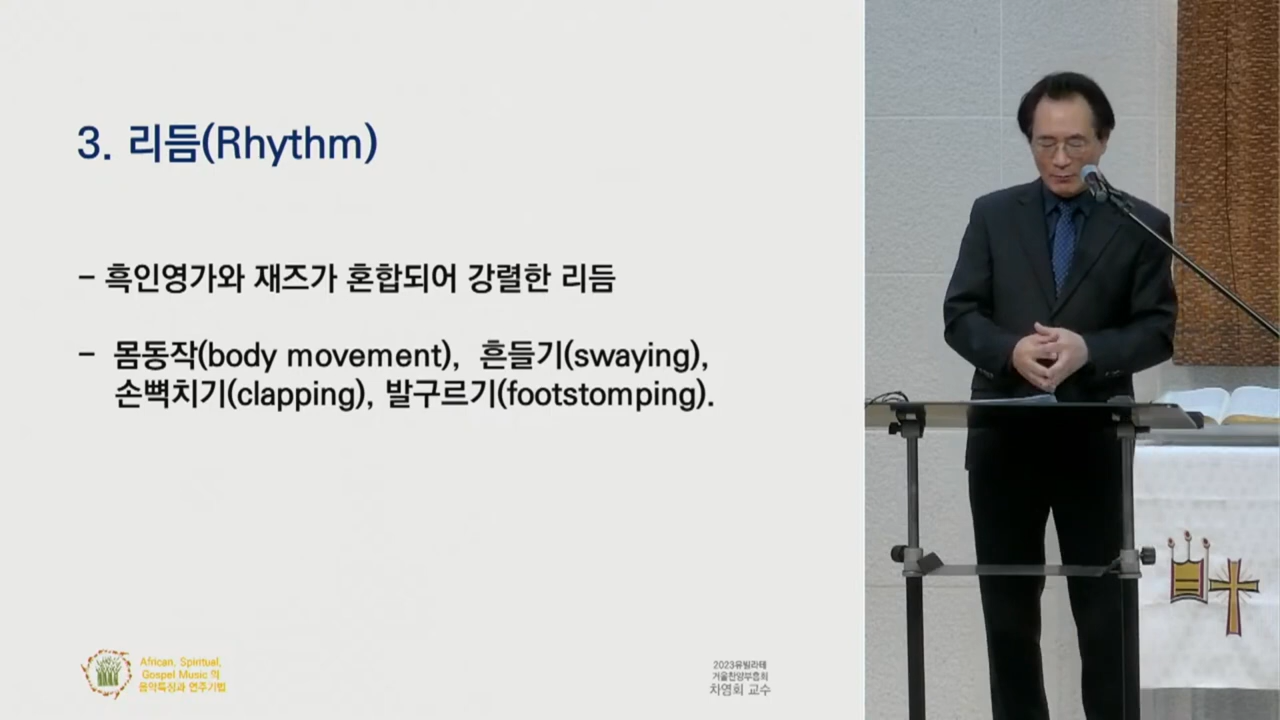 3. 리듬(Rhythm)
- 흑인영가와 재즈가 혼합되어 강렬한 리듬
- 몸동작(body movement), 흔들기(swaying),
손뼉치기(clapping), 발구르기(footstomping).
African, Spiritual,
Gospel Music 의
음악특징과 연주기법
2023유빌라테
겨울찬양부흥회
차영회 교수